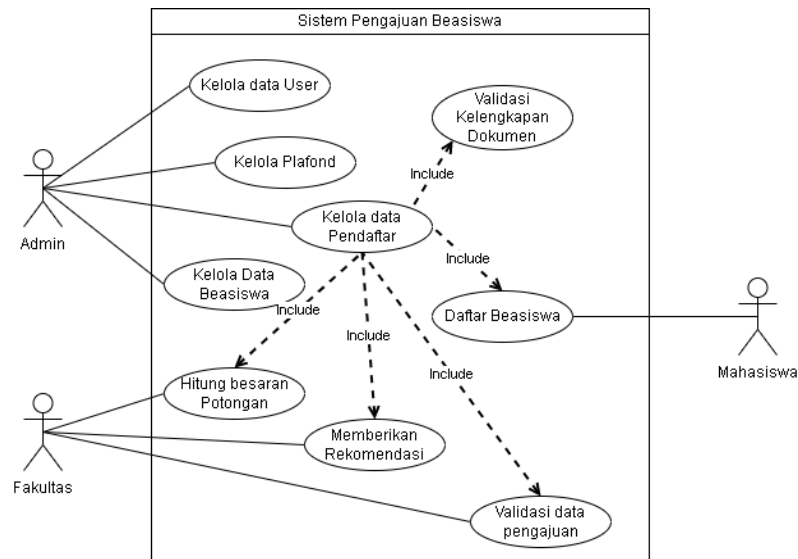 Sistem Pengajuan Beasiswa
Kelola data User
Validasi
Kelengkapan
Dokumen
Kelola Plafond
Include
Admin
Kelola data
Pendaftar
Include
Kelola Data
Beasiswa
Include
Daftar Beasiswa
Mahasiswa
Include
Include
Hitung besaran
Potongan
Memberikan
Rekomendasi
Fakultas
Validasi data
pengajuan